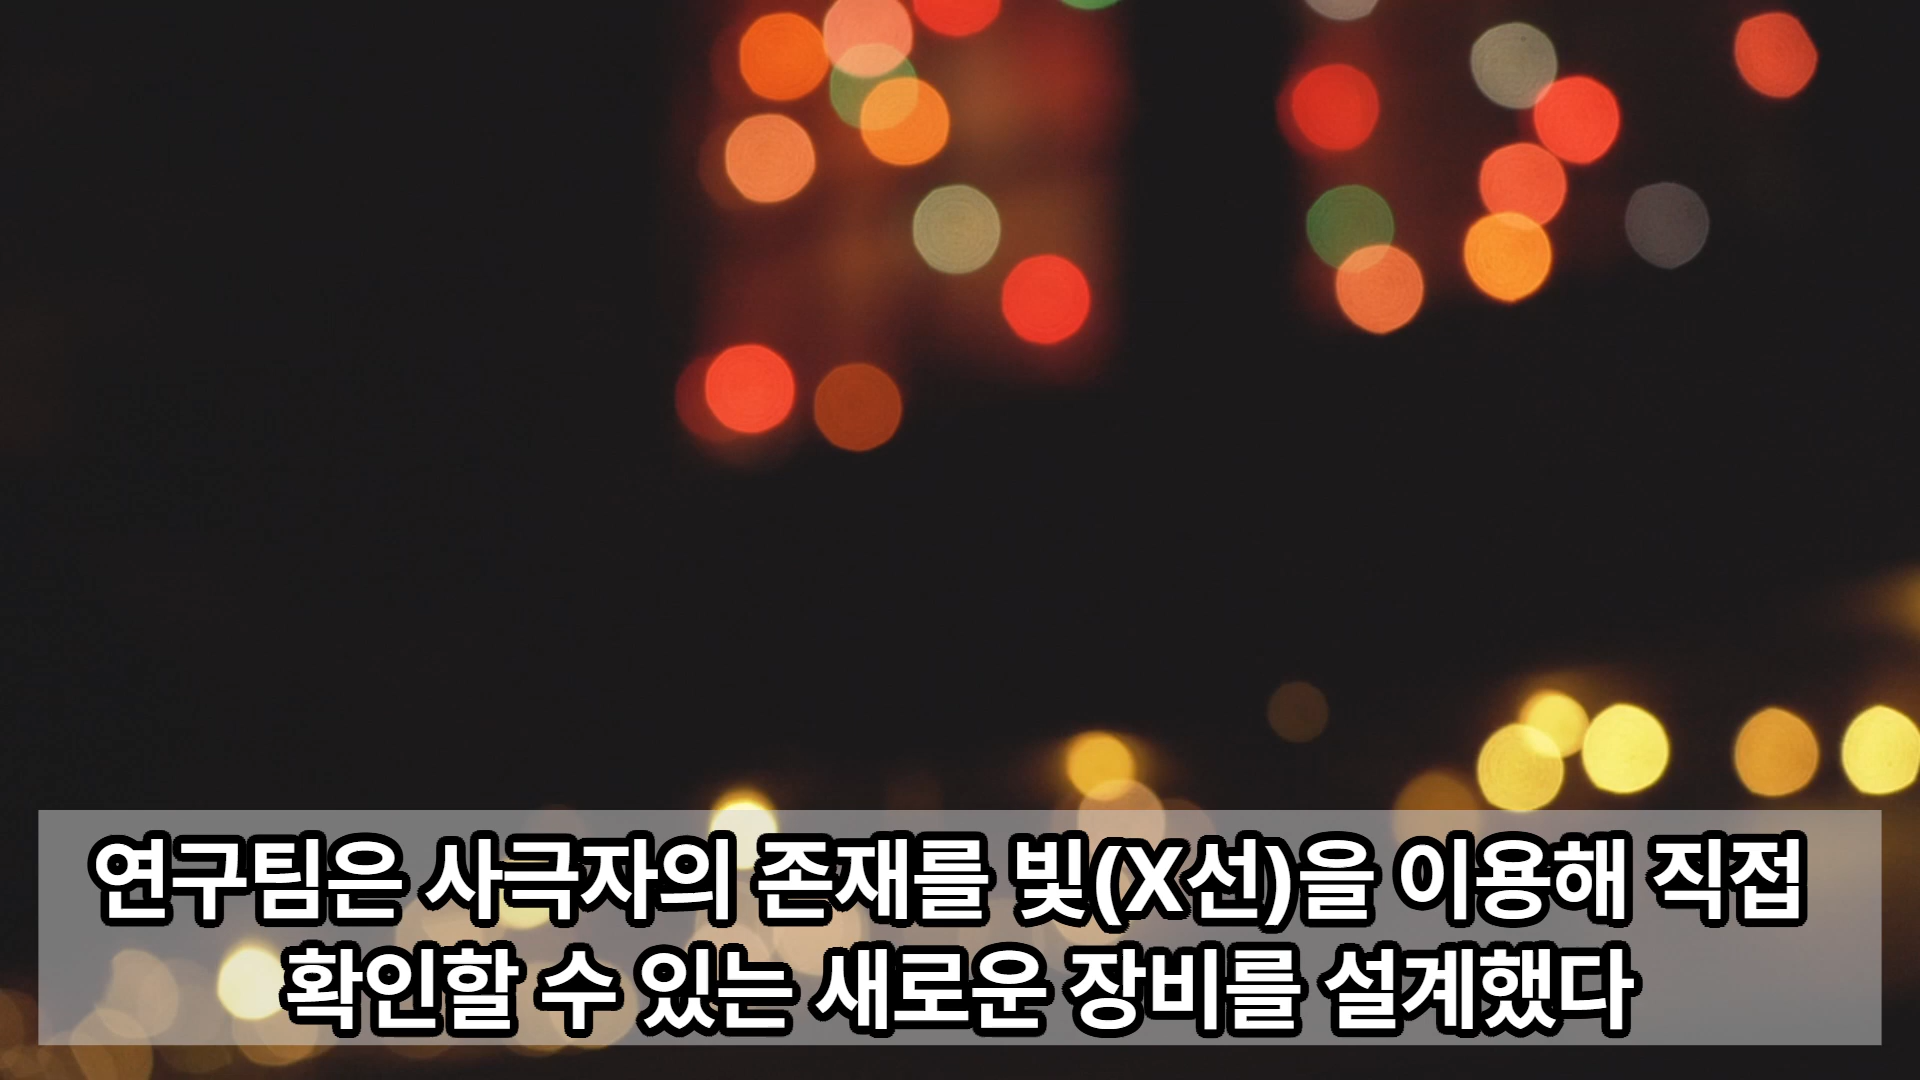 연구팀은 사극자의 존재를 빛(X선)을 이용해 직접
확인할 수 있는 새로운 장비를 설계했다